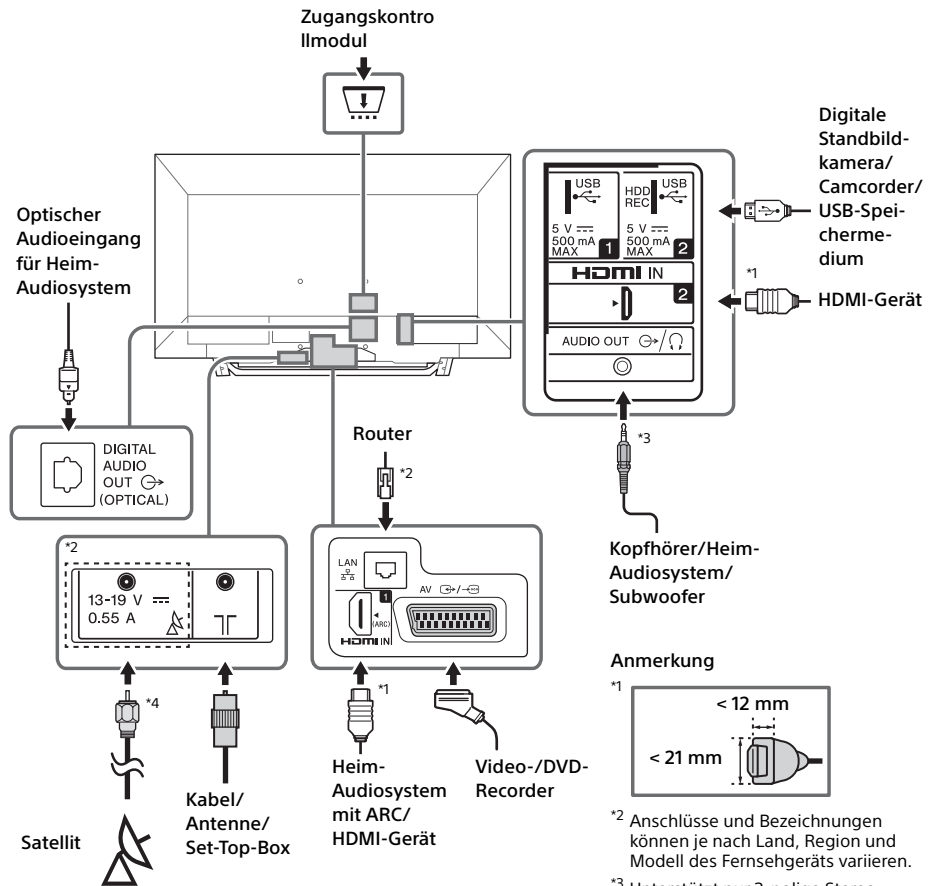 Zugangskontro
llmodul
Digitale
Standbild-
kamera/
Camcorder/
USB-Spei-
cherme-
dium
Optischer
Audioeingang
für Heim-
Audiosystem
USB
HDD
REC
USB
5 V
500 mA
MAX
1
5 V
500 mA
MAX
2
HDMI IN
2
*1
HDMI-Gerät
AUDIO OUT
*3
Kopfhörer/Heim-
Audiosystem/
Subwoofer
DIGITAL
AUDIO
OUT
(OPTICAL)
Router
*2
*2
13-19 V
0.55 A
LAN
1
(ARC)
HDMI IN
AV
*4
*1
Satellit
Kabel/
Antenne/
Set-Top-Box
Heim-
Audiosystem
mit ARC/
HDMI-Gerät
Video-/DVD-
Recorder
Anmerkung
*1
< 12 mm
< 21 mm
*2 Anschlüsse und Bezeichnungen
können je nach Land, Region und
Modell des Fernsehgeräts variieren.